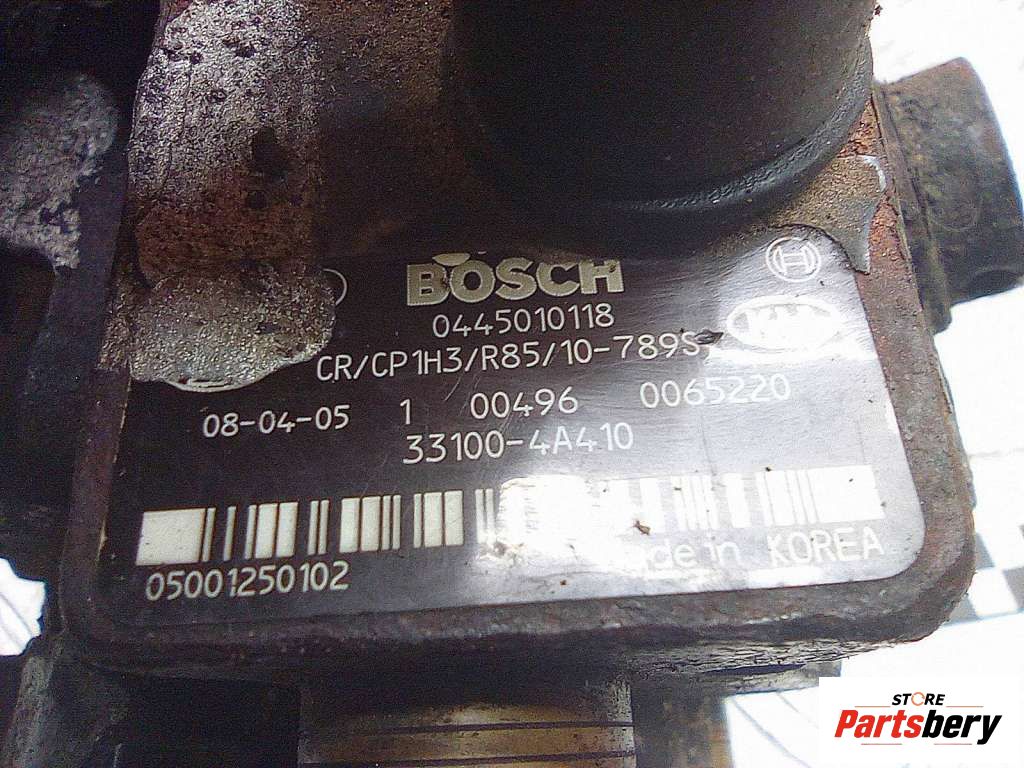 BOSCH
0445010118
CR/CP1H3/R85/10-789S
08-04-05 1 00496 0065220
33100-4A410
in KOREA
05001250102
STORE
Partsbery